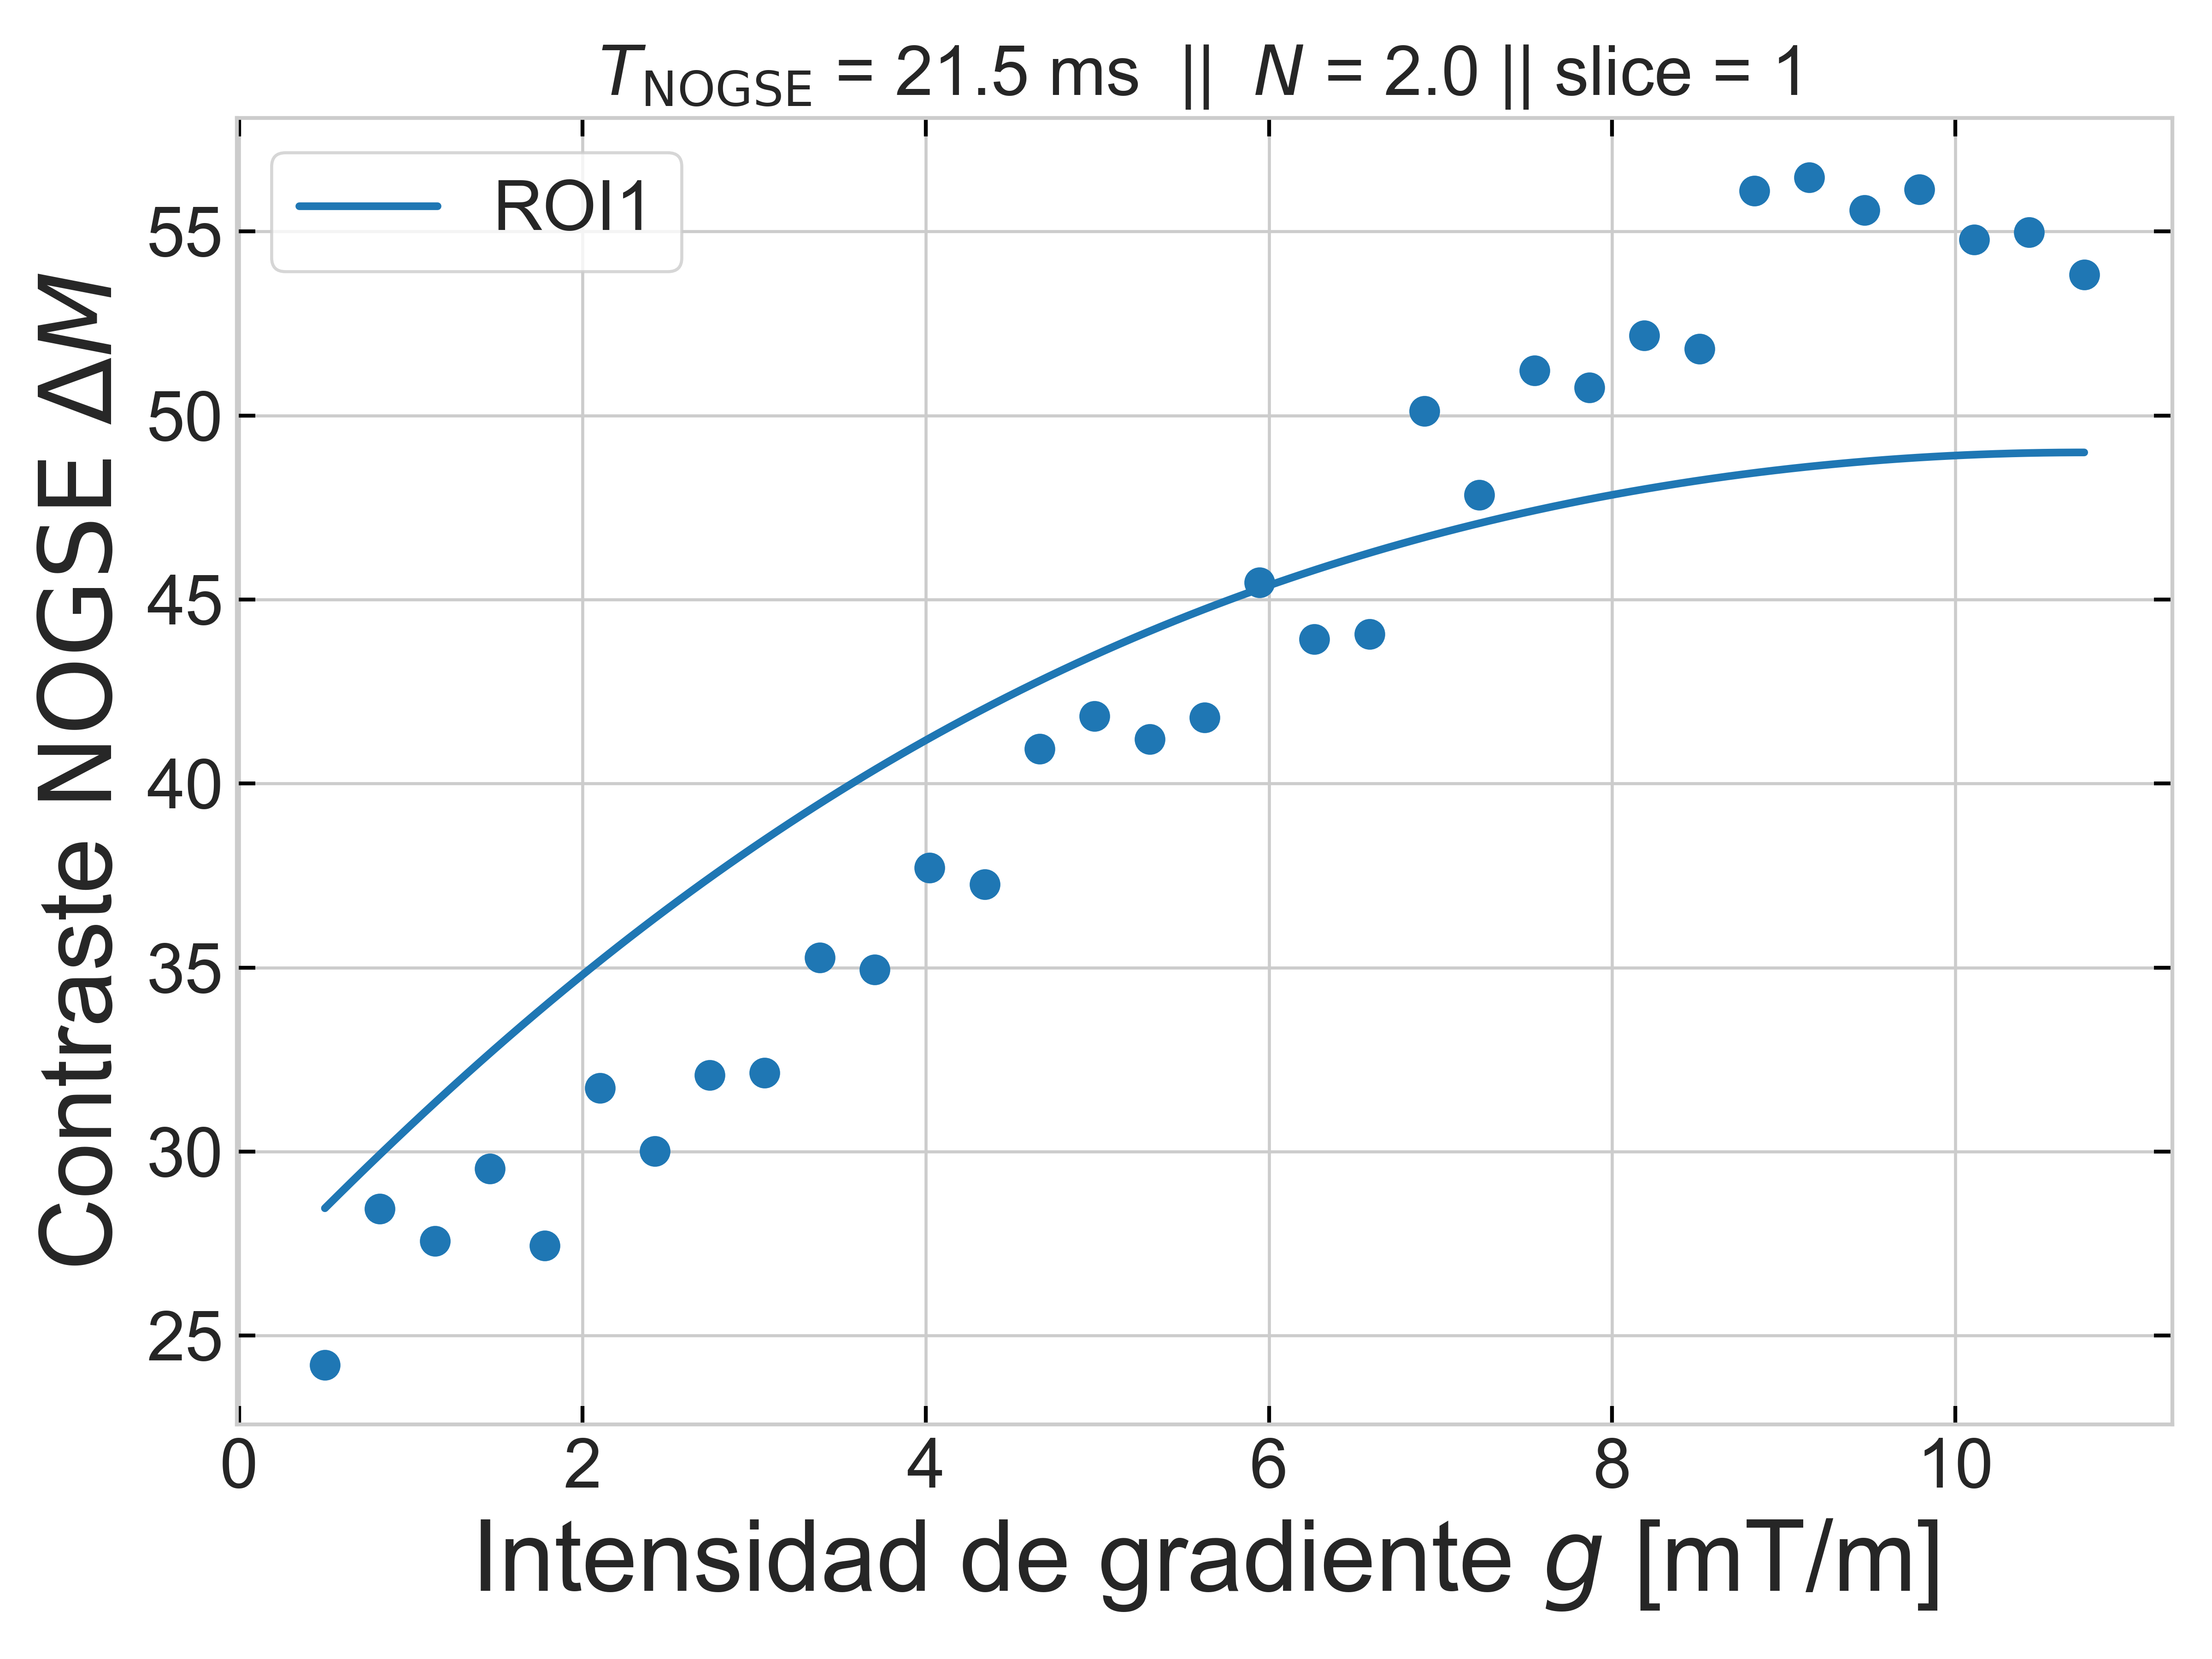 T_NOGSE = 21.5 ms || N = 2.0 || slice = 1
ROI1
Contraste NOGSE ΔM
55
50
45
40
35
30
25
0 2 4 6 8 10
Intensidad de gradiente g [mT/m]